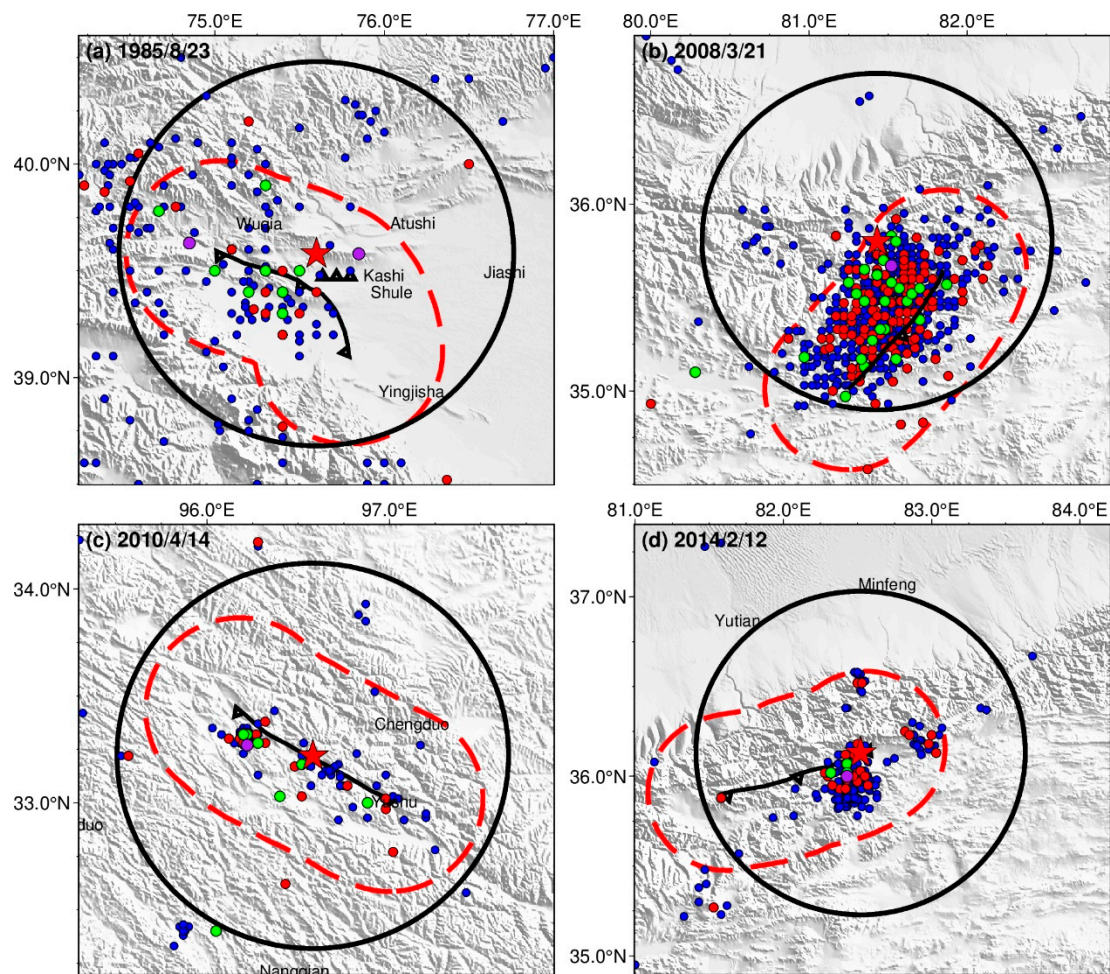 75.0°E 76.0°E 77.0°E
80.0°E 81.0°E 82.0°E
(a) 1985/8/23
(b) 2008/3/21
40.0°N
39.0°N
Wuqia
Atushi
Kashi
Shule
Jiashi
Yingjisha
36.0°N
35.0°N
96.0°E 97.0°E
81.0°E 82.0°E 83.0°E 84.0°E
(c) 2010/4/14
(d) 2014/2/12
34.0°N
33.0°N
Chengduo
Yushu
duo
Nangqian
37.0°N
36.0°N
35.0°N
Minfeng
Yutian